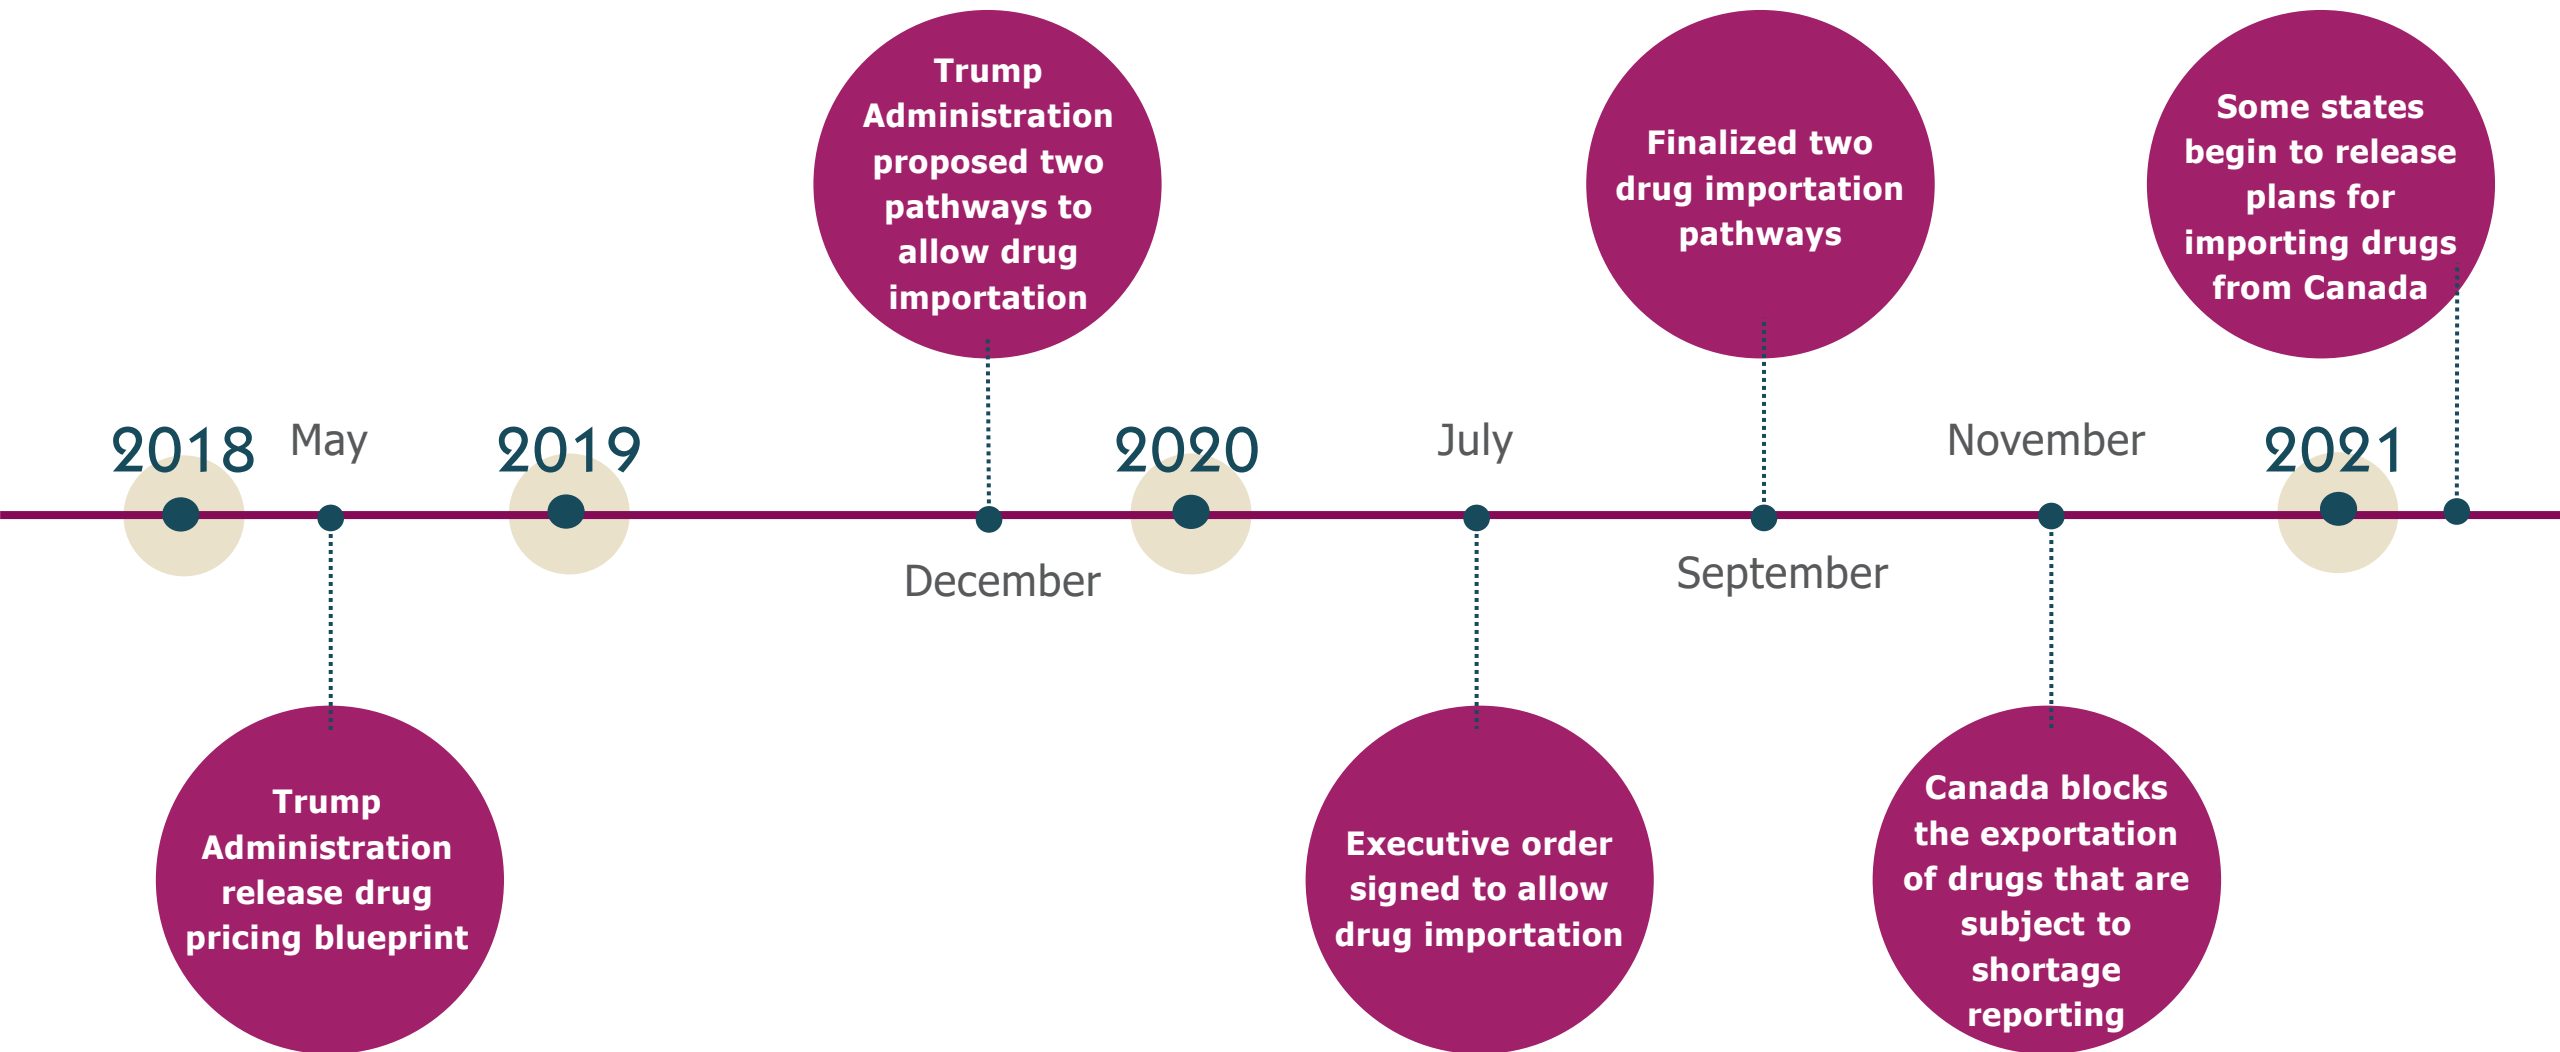 Trump
Administration
proposed two
pathways to
allow drug
importation
Finalized two
drug importation
pathways
Some states
begin to release
plans for
importing drugs
from Canada
2018
May
2019
2020
July
November
2021
December
September
Trump
Administration
release drug
pricing blueprint
Executive order
signed to allow
drug importation
Canada blocks
the exportation
of drugs that are
subject to
shortage
reporting